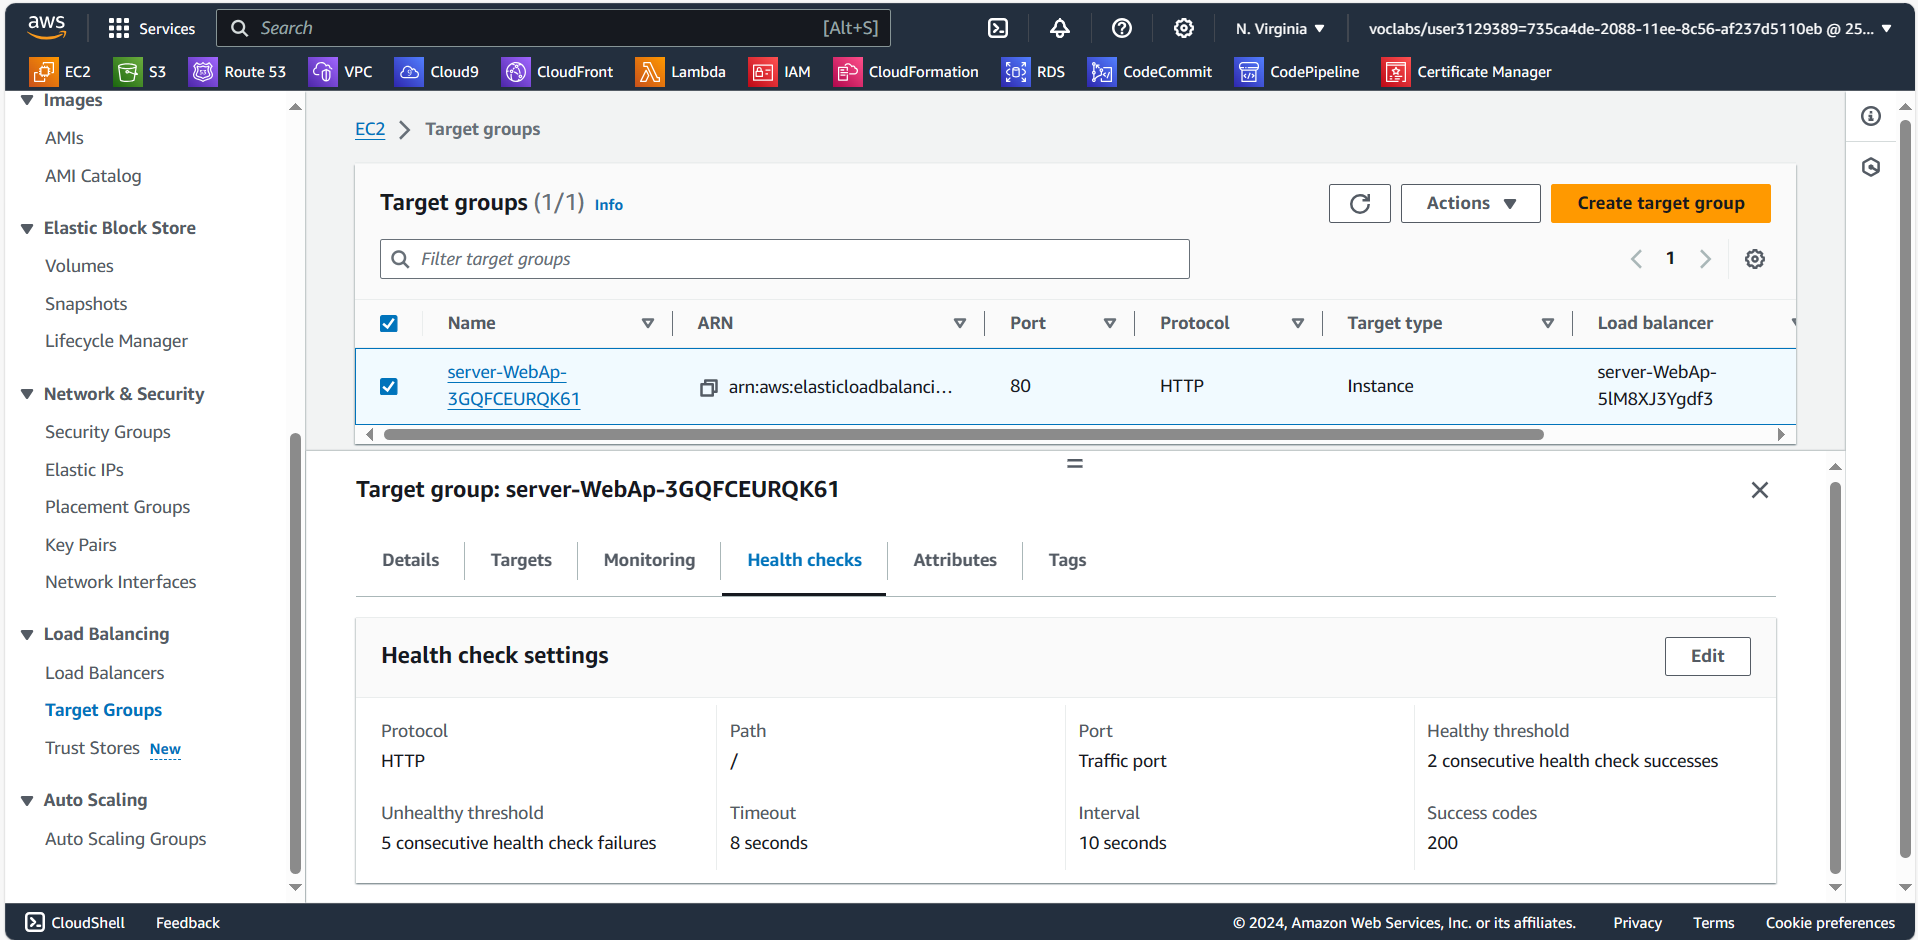 aws
Services
Search
[Alt+S]
N. Virginia
voclabs/user3129389=735ca4de-2088-11ee-8c56-af237d5110eb @ 25...
EC2
S3
Route 53
VPC
Cloud9
CloudFront
Lambda
IAM
CloudFormation
RDS
CodeCommit
CodePipeline
Certificate Manager
Images
AMIs
AMI Catalog
Elastic Block Store
Volumes
Snapshots
Lifecycle Manager
Network & Security
Security Groups
Elastic IPs
Placement Groups
Key Pairs
Network Interfaces
Load Balancing
Load Balancers
Target Groups
Trust Stores New
Auto Scaling
Auto Scaling Groups
EC2 > Target groups
Target groups (1/1) Info
Actions
Create target group
Filter target groups
1
Name
ARN
Port
Protocol
Target type
Load balancer
server-WebAp-
3GQFCEURQK61
arn:aws:elasticloadbalanci...
80
HTTP
Instance
server-WebAp-
5lM8XJ3Ygdf3
Target group: server-WebAp-3GQFCEURQK61
Details
Targets
Monitoring
Health checks
Attributes
Tags
Health check settings
Edit
Protocol
HTTP
Path
/
Port
Traffic port
Healthy threshold
2 consecutive health check successes
Unhealthy threshold
5 consecutive health check failures
Timeout
8 seconds
Interval
10 seconds
Success codes
200
CloudShell
Feedback
© 2024, Amazon Web Services, Inc. or its affiliates.
Privacy
Terms
Cookie preferences